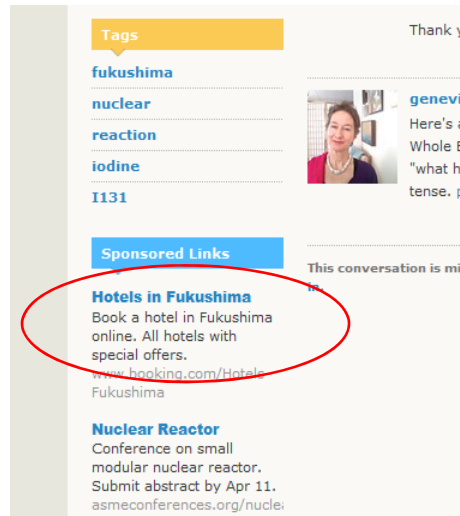 Tags
fukushima
nuclear
reaction
iodine
I131
Sponsored Links
Hotels in Fukushima
Book a hotel in Fukushima
online. All hotels with
special offers.
www.booking.com/Hotels-
Fukushima
Nuclear Reactor
Conference on small
modular nuclear reactor.
Submit abstract by Apr 11.
asmeconferences.org/nuclea
Thank y
genevi
Here's a
Whole E
"what h
tense. p
This conversation is mi
in.